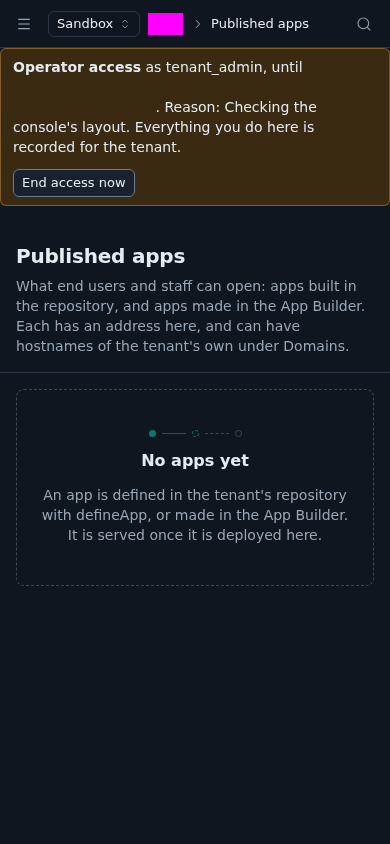 Sandbox
Published apps
Operator access as tenant_admin, until
. Reason: Checking the
console's layout. Everything you do here is
recorded for the tenant.
End access now
Published apps
What end users and staff can open: apps built in
the repository, and apps made in the App Builder.
Each has an address here, and can have
hostnames of the tenant's own under Domains.
No apps yet
An app is defined in the tenant's repository
with defineApp, or made in the App Builder.
It is served once it is deployed here.